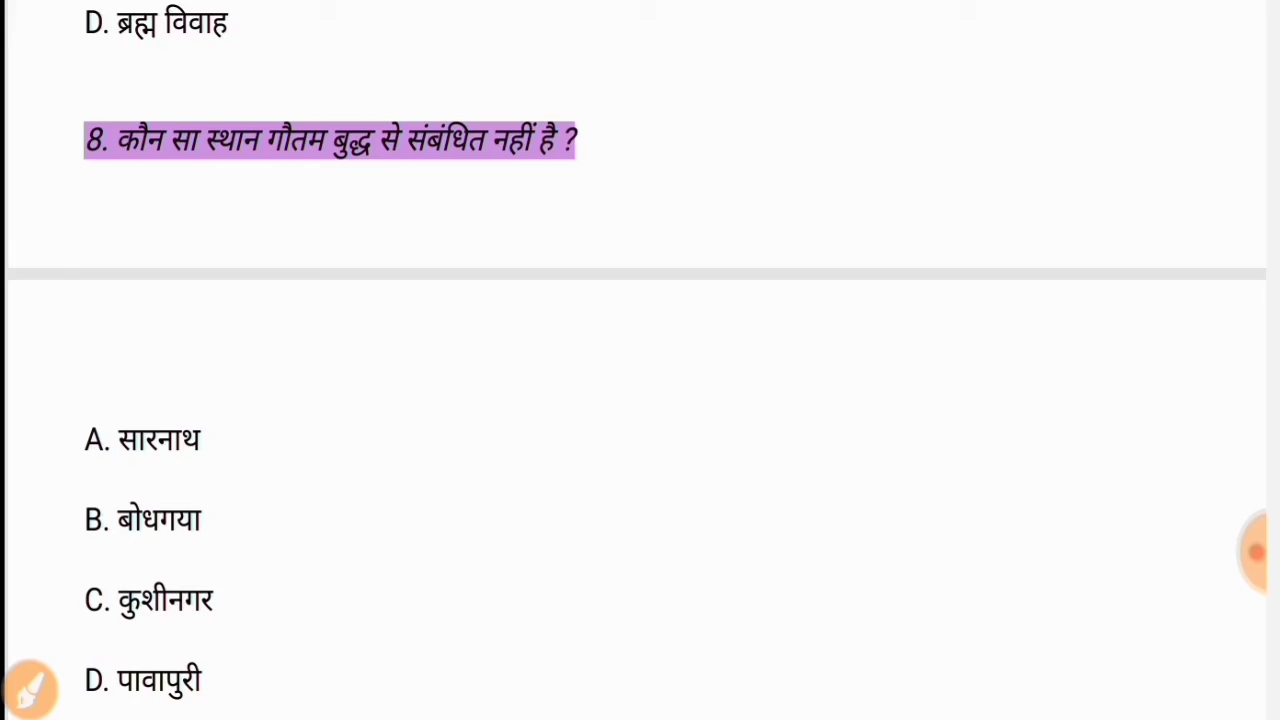 D. ब्रह्म विवाह
8. कौन सा स्थान गौतम बुद्ध से संबंधित नहीं है ?
A. सारनाथ
B. बोधगया
C. कुशीनगर
D. पावापुरी